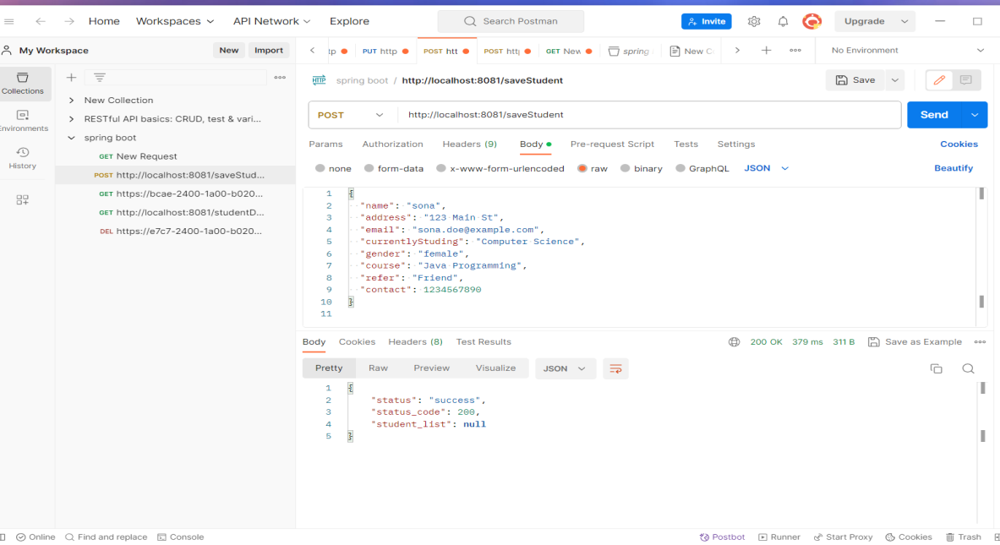 Home Workspaces API Network Explore Search Postman Invite Upgrade
My Workspace New Import PUT http POST htt POST htt GET New spring New C No Environment
Collections
Environments
History
New Collection
RESTful API basics: CRUD, test & vari...
spring boot
GET New Request
POST http://localhost:8081/saveStud...
GET https://bcae-2400-1a00-b020...
GET http://localhost:8081/studentD...
DEL https://e7c7-2400-1a00-b020...
HTTP spring boot / http://localhost:8081/saveStudent Save
POST http://localhost:8081/saveStudent Send
Params Authorization Headers (9) Body Pre-request Script Tests Settings Cookies
none form-data x-www-form-urlencoded raw binary GraphQL JSON Beautify
1 {
2 "name": "sona",
3 "address": "123 Main St",
4 "email": "sona.doe@example.com",
5 "currentlyStuding": "Computer Science",
6 "gender": "female",
7 "course": "Java Programming",
8 "refer": "Friend",
9 "contact": 1234567890
10 }
11
Body Cookies Headers (8) Test Results 200 OK 379 ms 311 B Save as Example
Pretty Raw Preview Visualize JSON
1 {
2 "status": "success",
3 "status_code": 200,
4 "student_list": null
5 }
Online Find and replace Console Postbot Runner Start Proxy Cookies Trash